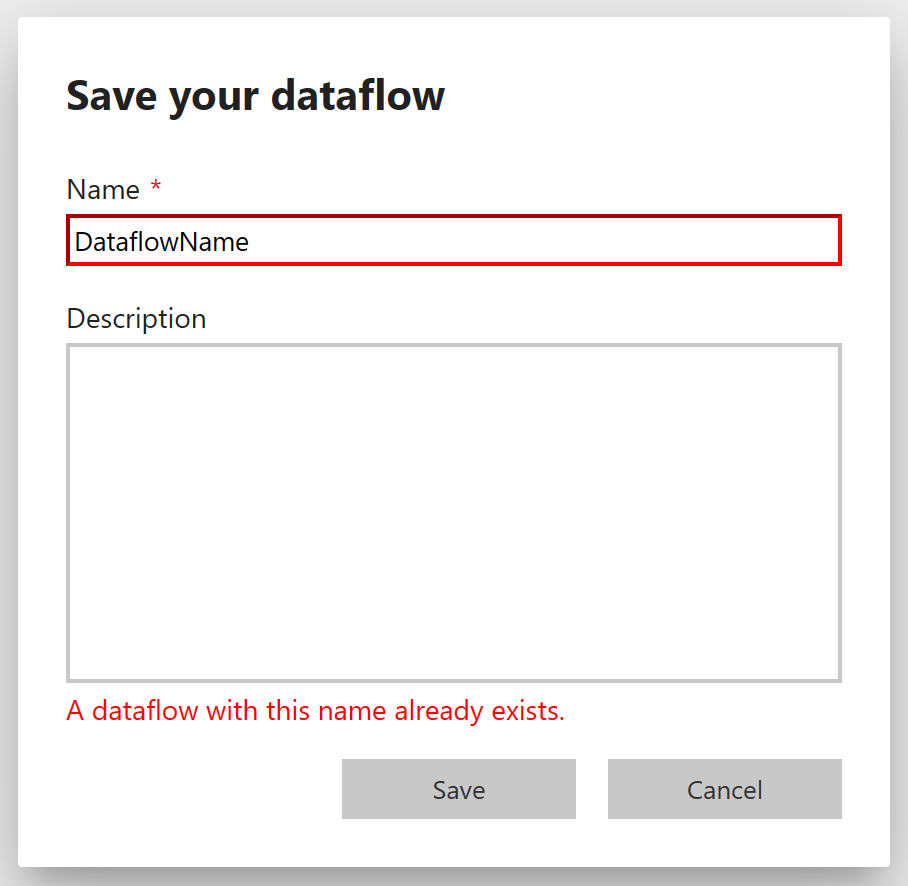 Save your dataflow
Name *
DataflowName
Description
A dataflow with this name already exists.
Save
Cancel